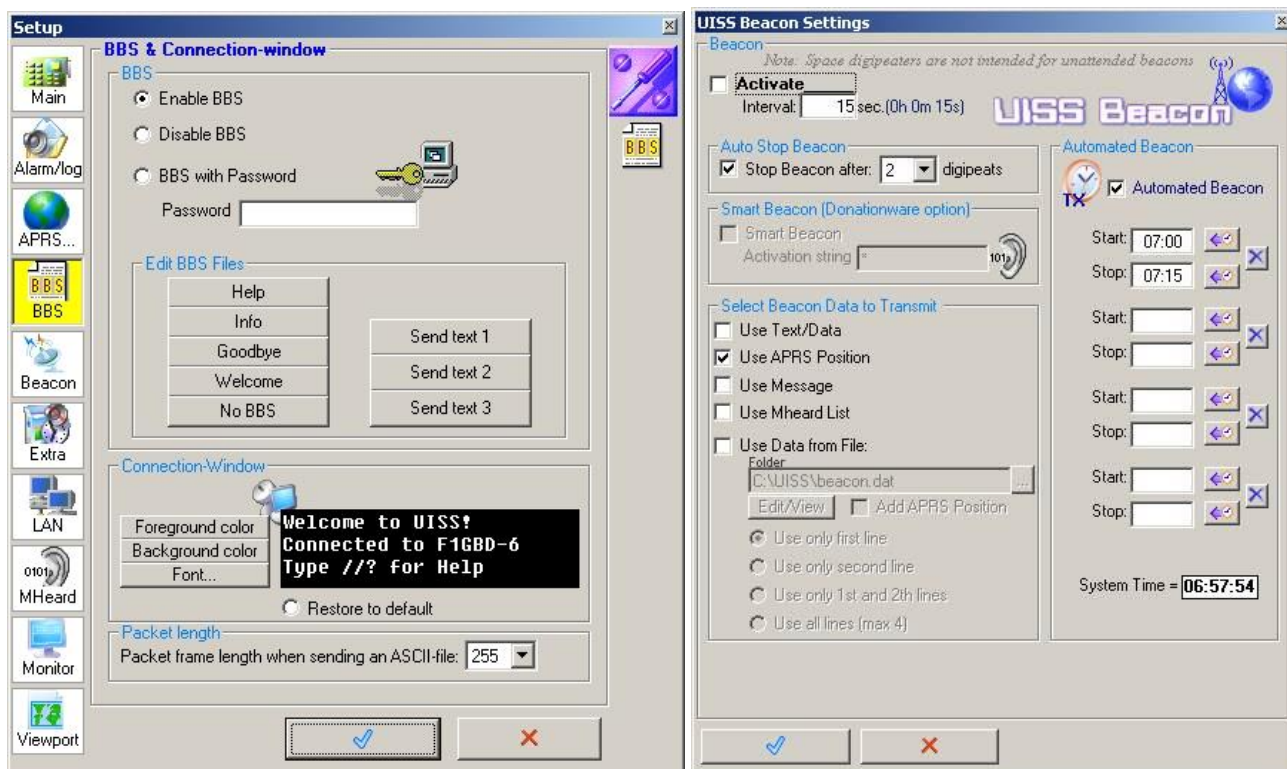 Setup
Main
Alarm/log
APRS...
BBS
BBS
Beacon
Extra
LAN
0101
MHeard
Monitor
Viewport
BBS & Connection-window
BBS
Enable BBS
Disable BBS
BBS with Password
Password
BBS
Edit BBS Files
Help
Info
Goodbye
Welcome
No BBS
Send text 1
Send text 2
Send text 3
Connection-Window
Foreground color
Background color
Font...
Welcome to UISS!
Connected to F1GBD-6
Type //? for Help
Restore to default
Packet length
Packet frame length when sending an ASCII-file: 255
UISS Beacon Settings
Beacon
Note: Space digipeaters are not intended for unattended beacons
Activate
Interval: 15 sec.(0h 0m 15s)
UISS Beacon
Auto Stop Beacon
Stop Beacon after: 2 digipeats
Smart Beacon (Donationware option)
Smart Beacon
Activation string *
101
Select Beacon Data to Transmit
Use Text/Data
Use APRS Position
Use Message
Use Mheard List
Use Data from File:
Folder
C:\UISS\beacon.dat
...
Edit/View Add APRS Position
Use only first line
Use only second line
Use only 1st and 2th lines
Use all lines (max 4)
Automated Beacon
TX
Automated Beacon
Start: 07:00
Stop: 07:15
Start:
Stop:
Start:
Stop:
Start:
Stop:
System Time = 06:57:54